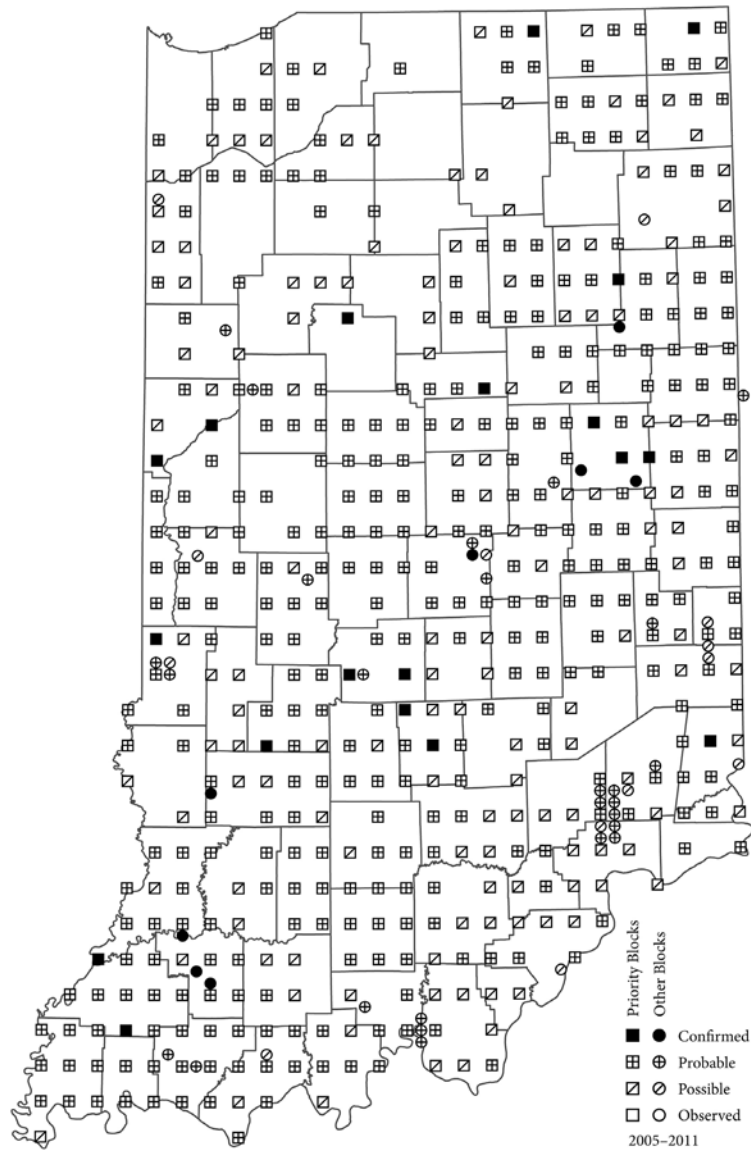 Priority Blocks
Other Blocks
Confirmed
Probable
Possible
Observed
2005–2011